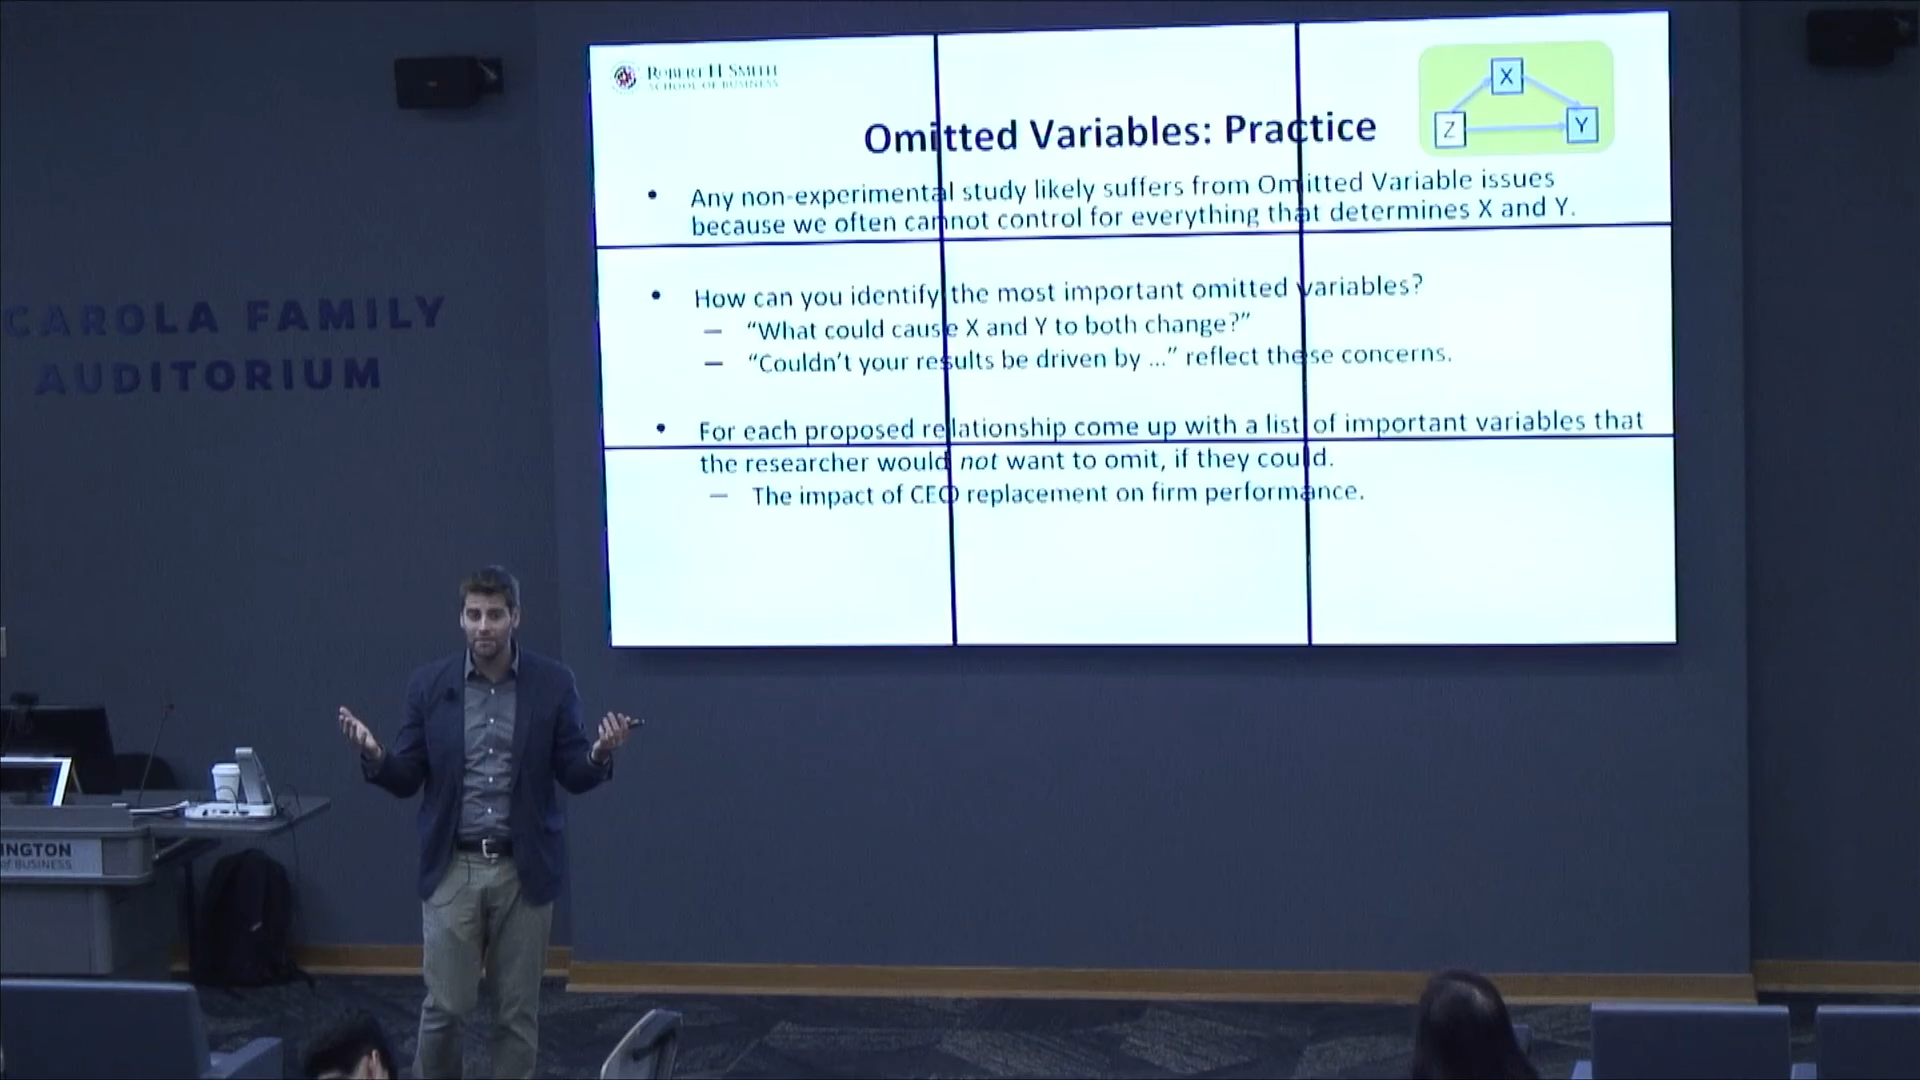 ROBERT H. SMITH
SCHOOL OF BUSINESS
X
Z
Y
Omitted Variables: Practice
• Any non-experimental study likely suffers from Omitted Variable issues
because we often cannot control for everything that determines X and Y.
• How can you identify the most important omitted variables?
— “What could cause X and Y to both change?”
— “Couldn’t your results be driven by ...” reflect these concerns.
• For each proposed relationship come up with a list of important variables that
the researcher would not want to omit, if they could.
— The impact of CEO replacement on firm performance.
CAROLA FAMILY
AUDITORIUM
INGTON
of BUSINESS